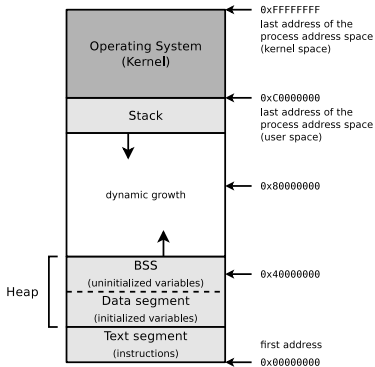 0xFFFFFFFF
last address of the
process address space
(kernel space)
Operating System
(Kernel)
0xC0000000
last address of the
process address space
(user space)
Stack
dynamic growth
0x80000000
BSS
(uninitialized variables)
0x40000000
Heap
Data segment
(initialized variables)
Text segment
(instructions)
first address
0x00000000